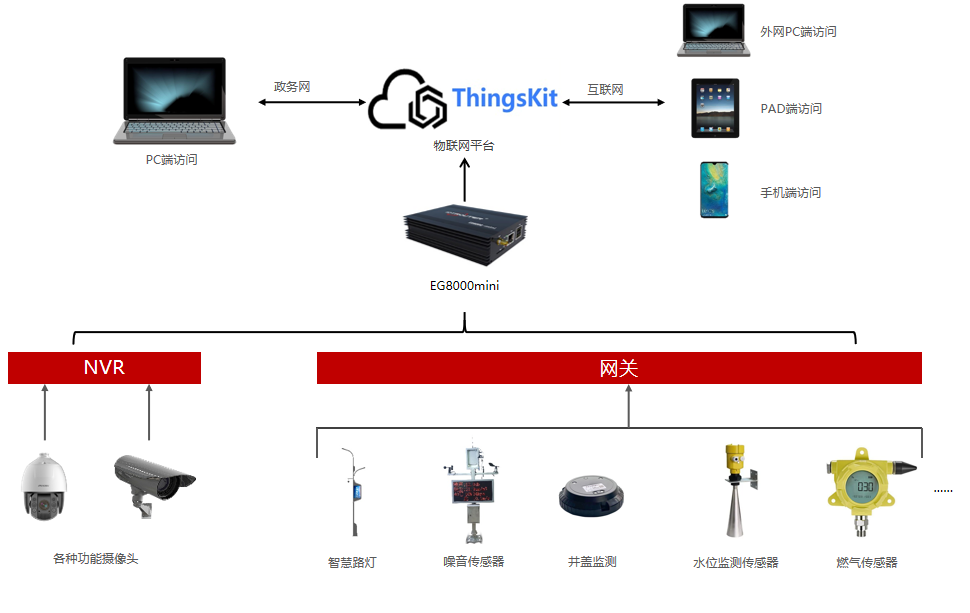 外网PC端访问
政务网
ThingsKit
互联网
PAD端访问
物联网平台
PC端访问
手机端访问
EG8000mini
NVR
网关
030
......
各种功能摄像头
智慧路灯
噪音传感器
井盖监测
水位监测传感器
燃气传感器